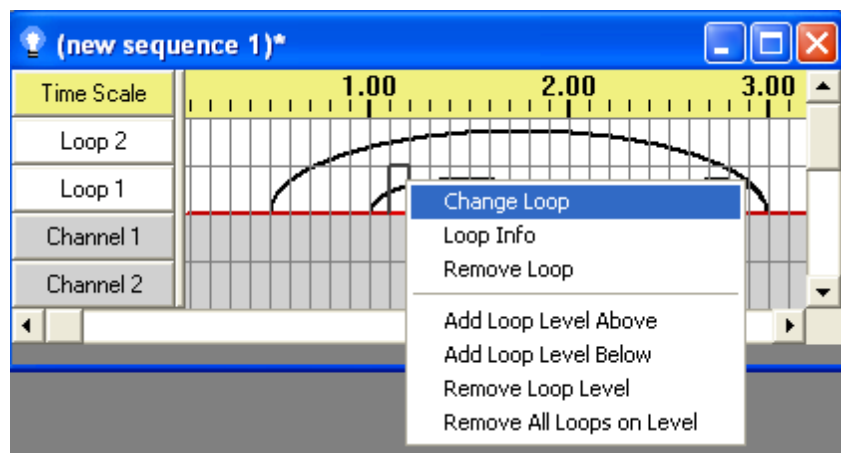 (new sequence 1)*
Time Scale 1.00 2.00 3.00
Loop 2
Loop 1
Channel 1
Channel 2
Change Loop
Loop Info
Remove Loop
Add Loop Level Above
Add Loop Level Below
Remove Loop Level
Remove All Loops on Level